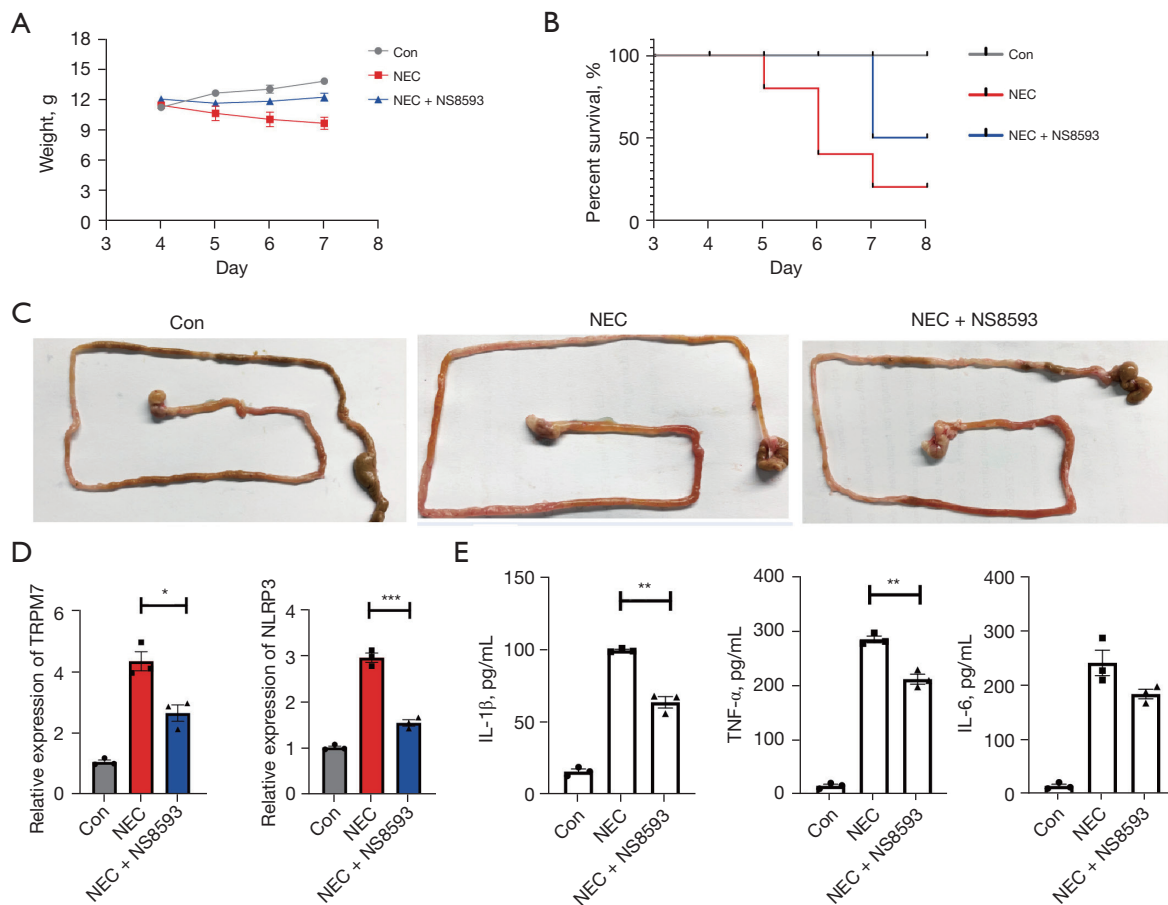 A
Weight, g
18
15
12
9
6
3
0
3 4 5 6 7 8
Day
Con
NEC
NEC + NS8593
B
Percent survival, %
100
50
0
3 4 5 6 7 8
Day
Con
NEC
NEC + NS8593
C
Con
NEC
NEC + NS8593
D
Relative expression of TRPM7
6
4
2
0
*
Con
NEC
NEC + NS8593
Relative expression of NLRP3
4
3
2
1
0
***
Con
NEC
NEC + NS8593
E
IL-1β, pg/mL
150
100
50
0
**
Con
NEC
NEC + NS8593
TNF-α, pg/mL
400
300
200
100
0
**
Con
NEC
NEC + NS8593
IL-6, pg/mL
400
300
200
100
0
Con
NEC
NEC + NS8593